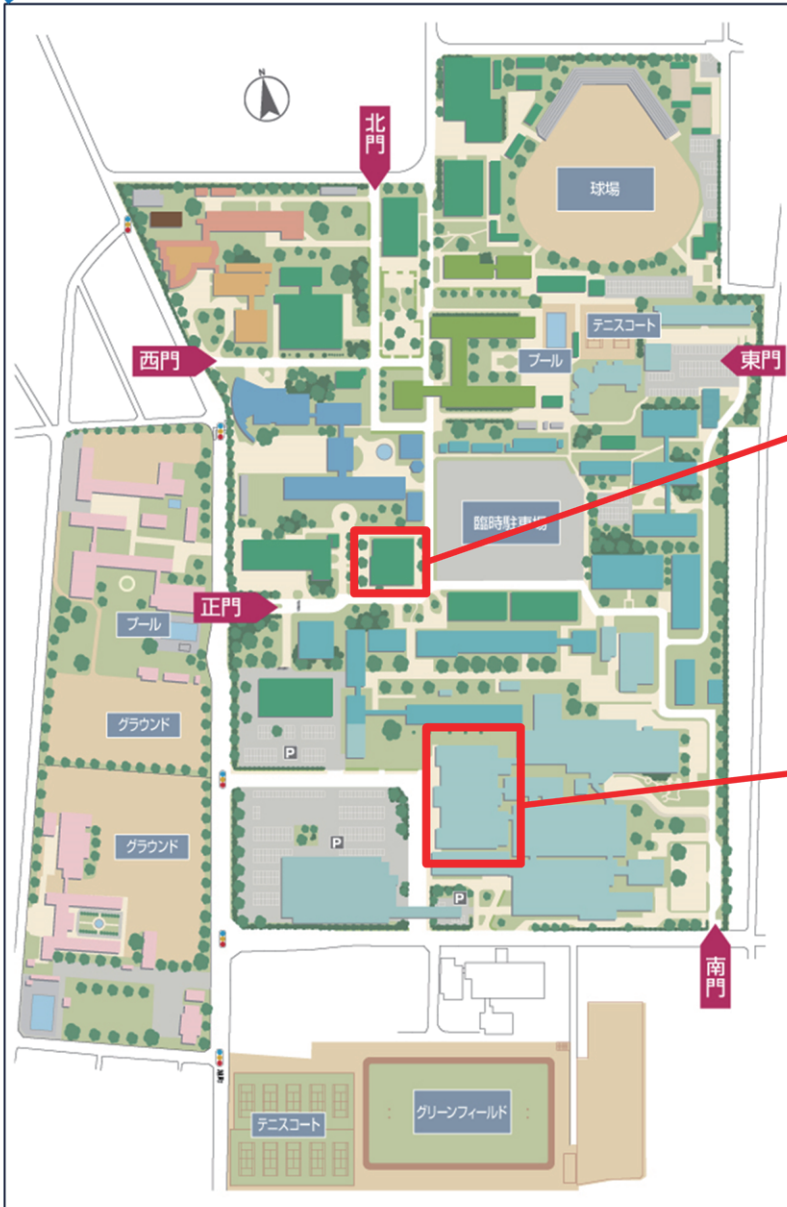 N
北門
球場
テニスコート
西門
プール
東門
臨時駐車場
正門
プール
グラウンド
P
グラウンド
P
P
南門
テニスコート
グリーンフィールド